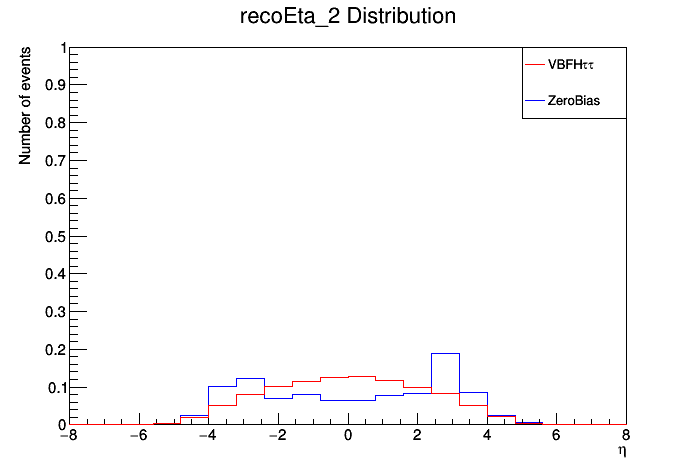 recoEta_2 Distribution
Number of events
1
0.9
0.8
0.7
0.6
0.5
0.4
0.3
0.2
0.1
0
−8 −6 −4 −2 0 2 4 6 8
η
VBFHττ
ZeroBias